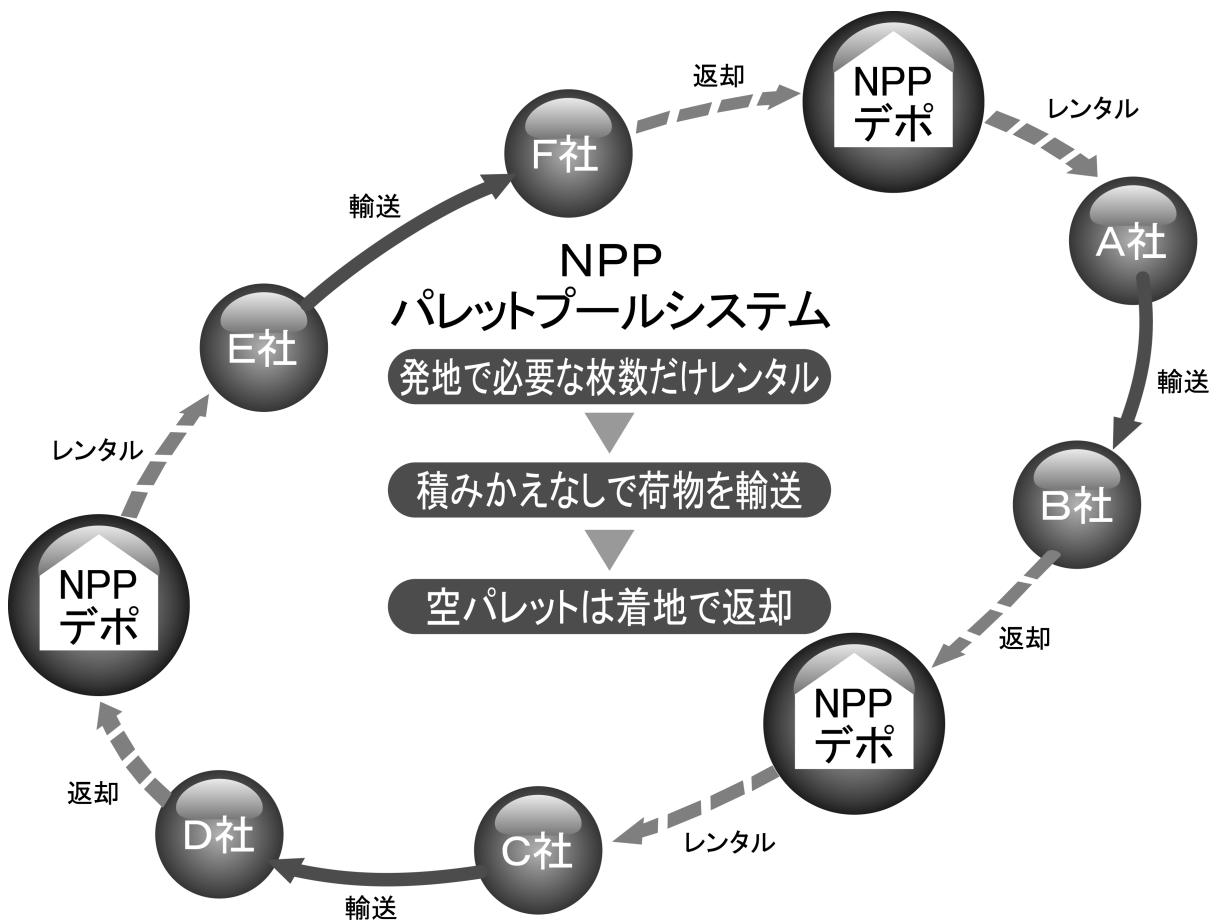 NPP
パレットプールシステム
発地で必要な枚数だけレンタル
積みかえなしで荷物を輸送
空パレットは着地で返却
NPP
デポ
レンタル
A社
輸送
B社
返却
NPP
デポ
レンタル
C社
輸送
D社
返却
NPP
デポ
レンタル
E社
輸送
F社
返却